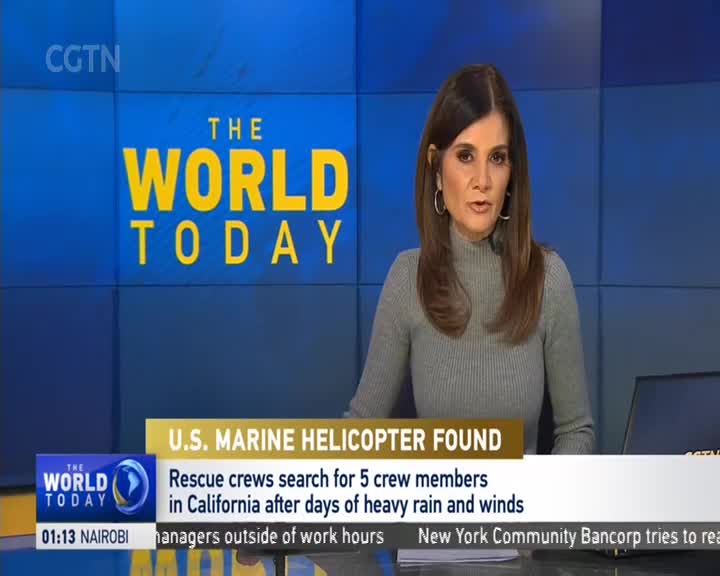 CGTN
THE
WORLD
TODAY
U.S. MARINE HELICOPTER FOUND
Rescue crews search for 5 crew members
in California after days of heavy rain and winds
THE
WORLD
TODAY
01:13 NAIROBI
managers outside of work hours
New York Community Bancorp tries to